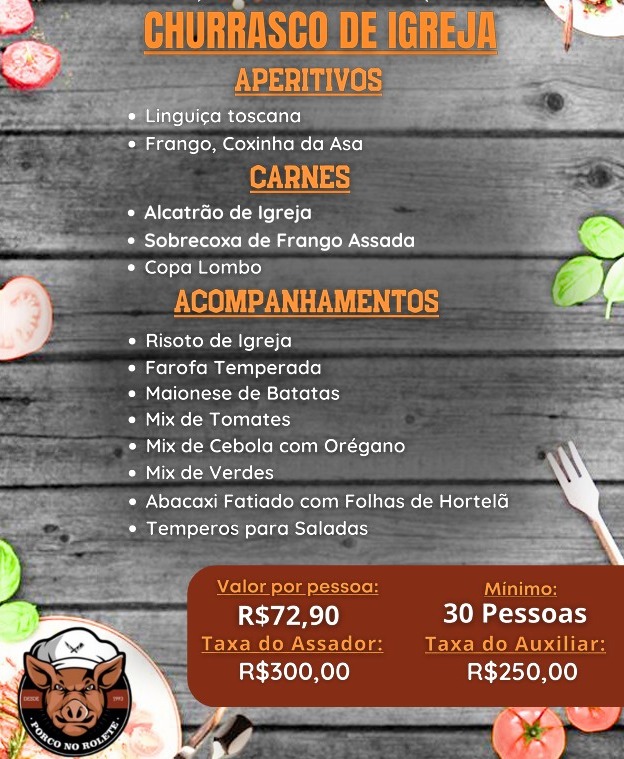 CHURRASCO DE IGREJA
APERITIVOS
• Linguiça toscana
• Frango, Coxinha da Asa
CARNES
• Alcatrão de Igreja
• Sobrecoxa de Frango Assada
• Copa Lombo
ACOMPANHAMENTOS
• Risoto de Igreja
• Farofa Temperada
• Maionese de Batatas
• Mix de Tomates
• Mix de Cebola com Orégano
• Mix de Verdes
• Abacaxi Fatiado com Folhas de Hortelã
• Temperos para Saladas
Valor por pessoa:
R$72,90
Mínimo:
30 Pessoas
Taxa do Assador:
R$300,00
Taxa do Auxiliar:
R$250,00
DESDE 1993
• PORCO NO ROLETE •